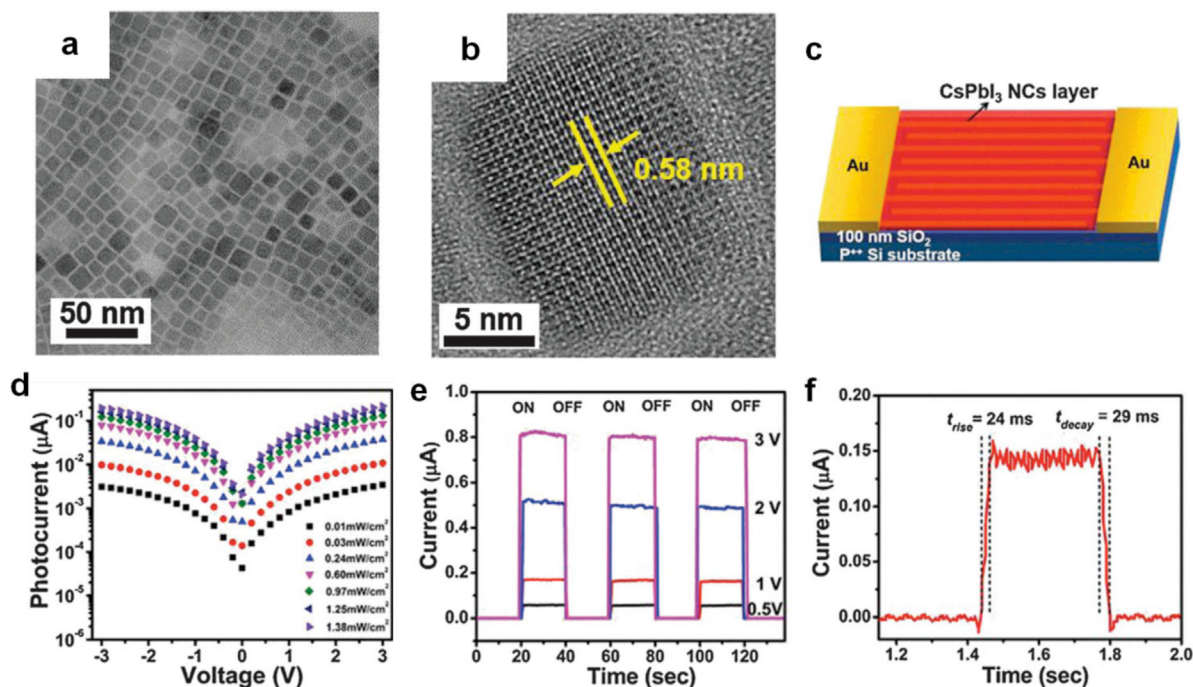 a
50 nm
b
0.58 nm
5 nm
c
CsPbI₃ NCs layer
Au
Au
100 nm SiO₂
P⁺⁺ Si substrate
d
Photocurrent (μA)
10⁻¹
10⁻²
10⁻³
10⁻⁴
10⁻⁵
10⁻⁶
0.01mW/cm²
0.03mW/cm²
0.24mW/cm²
0.60mW/cm²
0.97mW/cm²
1.25mW/cm²
1.38mW/cm²
-3 -2 -1 0 1 2 3
Voltage (V)
e
Current (μA)
1.0
0.8
0.6
0.4
0.2
0.0
ON OFF ON OFF ON OFF
3 V
2 V
1 V
0.5V
0 20 40 60 80 100 120
Time (sec)
f
Current (μA)
0.20
0.15
0.10
0.05
0.00
t_rise = 24 ms
t_decay = 29 ms
1.2 1.4 1.6 1.8 2.0
Time (sec)